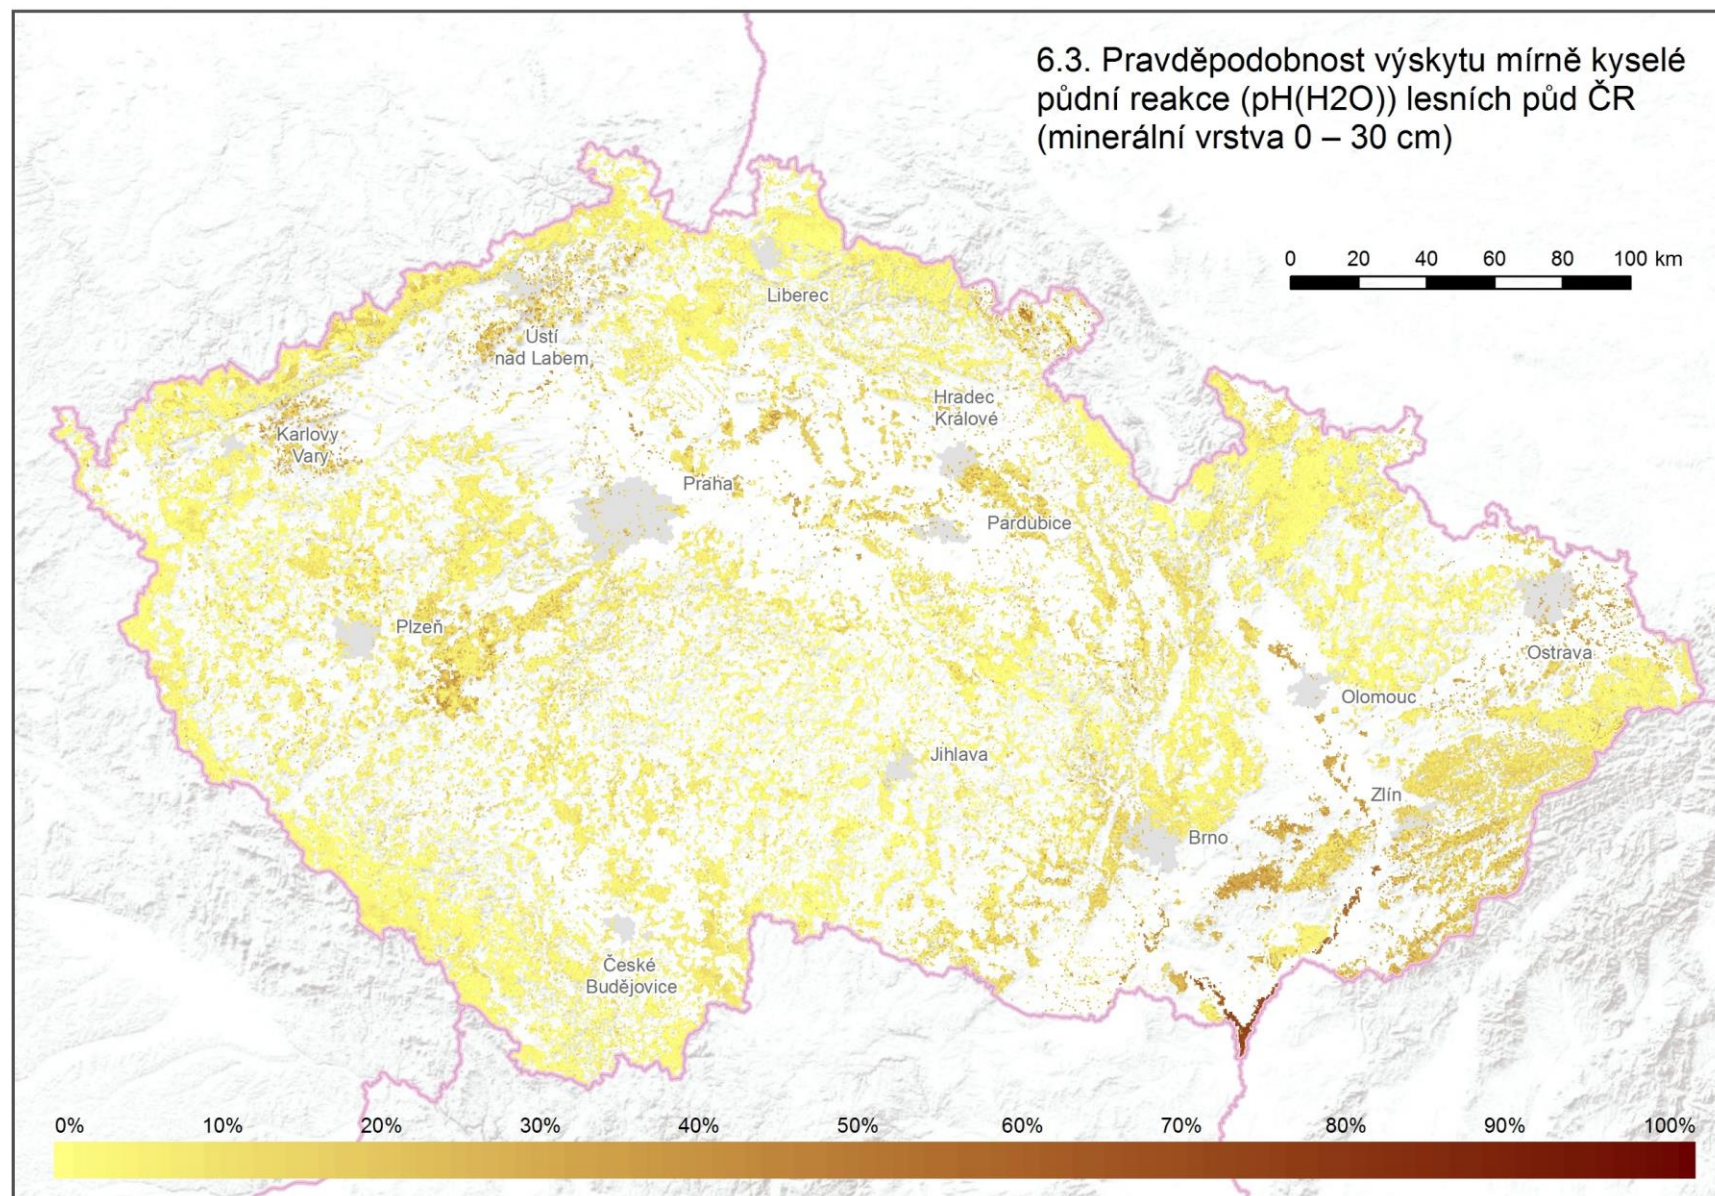 6.3. Pravděpodobnost výskytu mírně kyselé
půdní reakce (pH(H2O)) lesních půd ČR
(minerální vrstva 0 – 30 cm)
0 20 40 60 80 100 km
Liberec
Ústí
nad Labem
Hradec
Králové
Karlovy
Vary
Praha
Pardubice
Plzeň
Ostrava
Olomouc
Jihlava
Zlín
Brno
České
Budějovice
0% 10% 20% 30% 40% 50% 60% 70% 80% 90% 100%